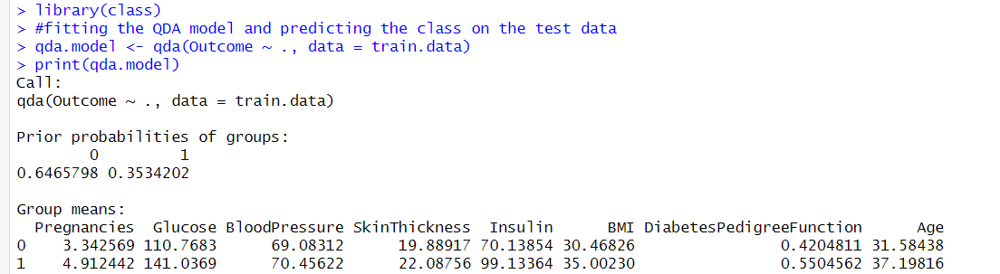 > library(class)
> #fitting the QDA model and predicting the class on the test data
> qda.model <- qda(Outcome ~ ., data = train.data)
> print(qda.model)
Call:
qda(Outcome ~ ., data = train.data)

Prior probabilities of groups:
        0         1
0.6465798 0.3534202

Group means:
  Pregnancies  Glucose BloodPressure SkinThickness  Insulin      BMI DiabetesPedigreeFunction      Age
0    3.342569 110.7683      69.08312      19.88917 70.13854 30.46826                0.4204811 31.58438
1    4.912442 141.0369      70.45622      22.08756 99.13364 35.00230                0.5504562 37.19816